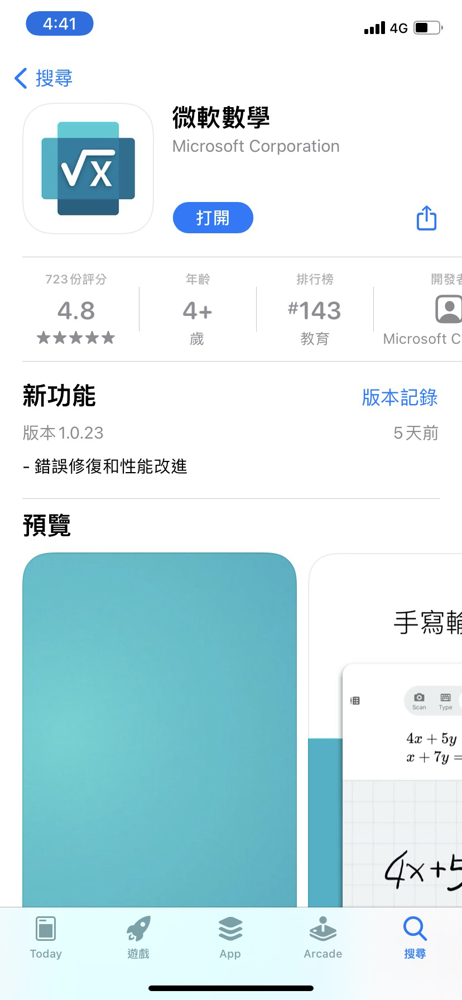 4:41
4G
搜尋
√x
微軟數學
Microsoft Corporation
打開
723份評分
4.8
★★★★★
年齡
4+
歲
排行榜
#143
教育
開發
Microsoft C
新功能
版本記錄
版本1.0.23
5天前
- 錯誤修復和性能改進
預覽
手寫
Scan
Type
4x + 5y
x + 7y =
4x+5
Today
遊戲
App
Arcade
搜尋